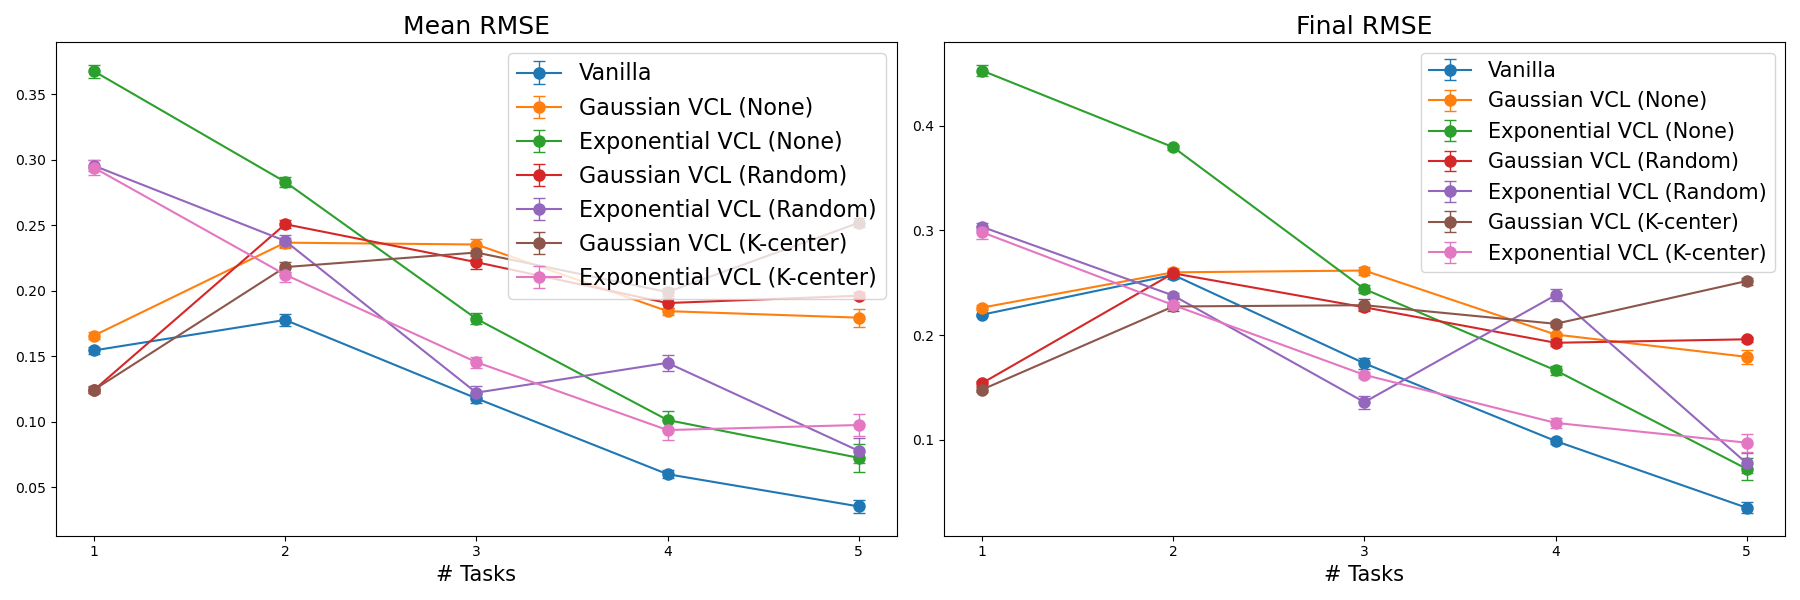 Mean RMSE
0.35
0.30
0.25
0.20
0.15
0.10
0.05
Vanilla
Gaussian VCL (None)
Exponential VCL (None)
Gaussian VCL (Random)
Exponential VCL (Random)
Gaussian VCL (K-center)
Exponential VCL (K-center)
1 2 3 4 5
# Tasks
Final RMSE
0.4
0.3
0.2
0.1
Vanilla
Gaussian VCL (None)
Exponential VCL (None)
Gaussian VCL (Random)
Exponential VCL (Random)
Gaussian VCL (K-center)
Exponential VCL (K-center)
1 2 3 4 5
# Tasks